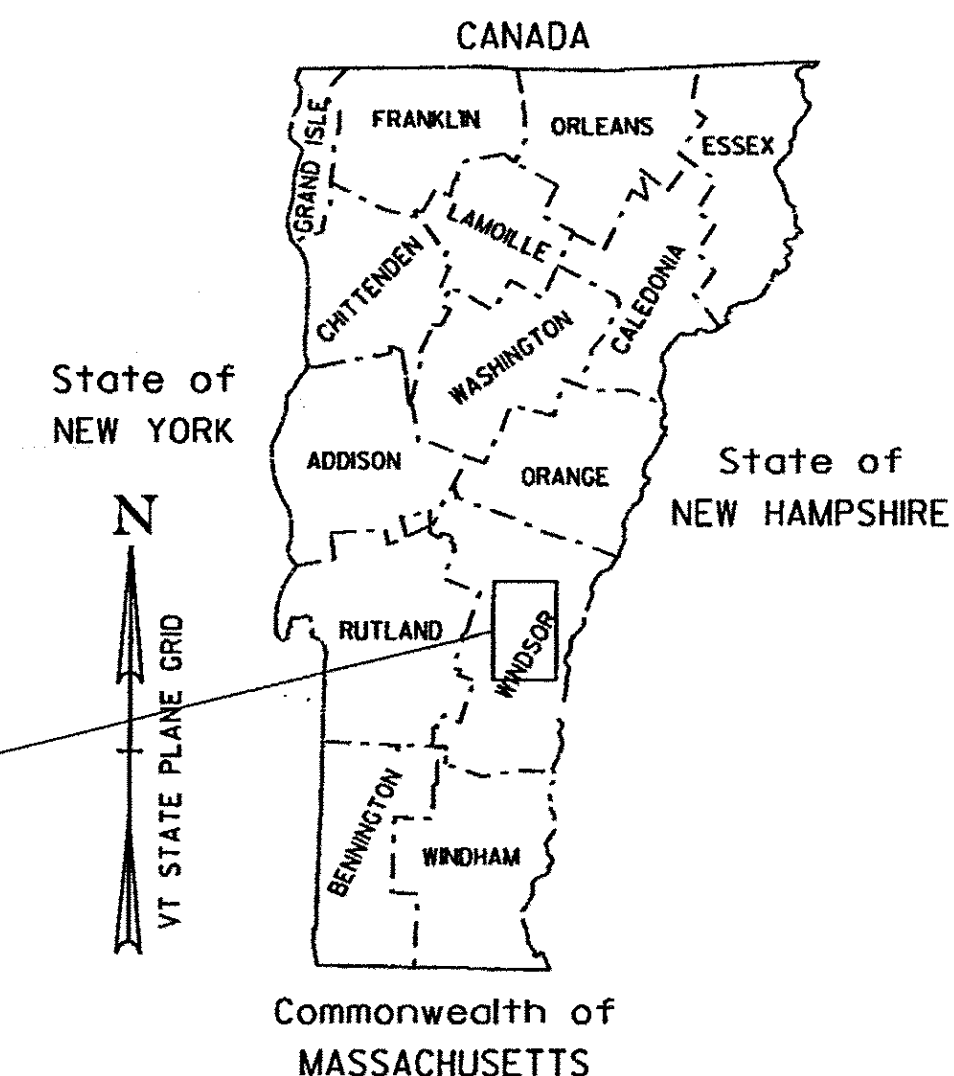 CANADA
GRAND ISLE
FRANKLIN
ORLEANS
ESSEX
LAMOILLE
CHITTENDEN
CALEDONIA
WASHINGTON
State of
NEW YORK
ADDISON
ORANGE
State of
NEW HAMPSHIRE
N
VT STATE PLANE GRID
RUTLAND
WINDSOR
BENNINGTON
WINDHAM
Commonwealth of
MASSACHUSETTS